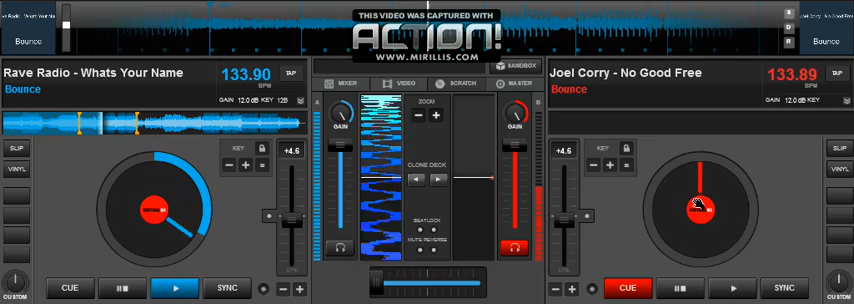 THIS VIDEO WAS CAPTURED WITH
ACTION!
WWW.MIRILLIS.COM
Bounce
Bounce
S
D
R
Rave Radio - Whats Your Name
133.90
BPM
TAP
Bounce
GAIN 12.0 dB KEY 12B
SANDBOX
MIXER
VIDEO
SCRATCH
MASTER
Joel Corry - No Good Free
133.89
BPM
TAP
Bounce
GAIN 12.0 dB KEY
A
GAIN
ZOOM
GAIN
B
SLIP
VINYL
KEY
+4.6
CLONE DECK
BEATLOCK
MUTE REVERSE
+4.6
KEY
SLIP
VINYL
CUSTOM
CUE
SYNC
CUE
SYNC
CUSTOM